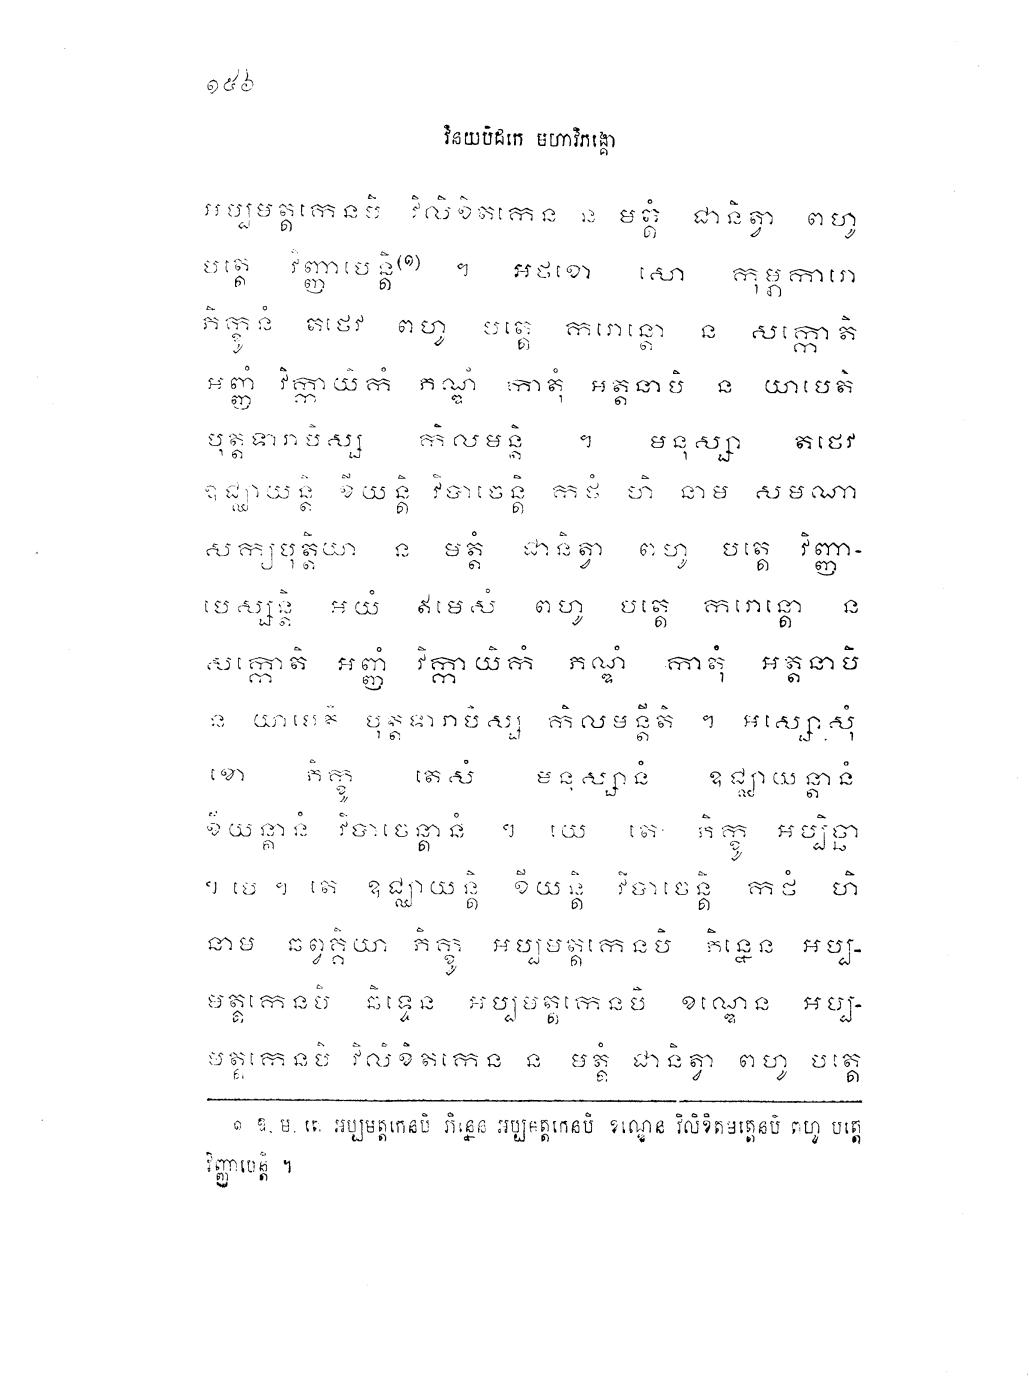 ១៥៦
វិនយបិដកេ មហាវិភង្គោ
អប្បមត្តកេនបិ វិលិខិតកេន ន មត្តំ ជានិត្វា ពហូ
បត្តេ វិញ្ញាបេន្តិ(១) ។ អថខោ សោ កុម្ភការោ
ភិក្ខូនំ តថេវ ពហូ បត្តេ ករោន្តោ ន សក្កោតិ
អញ្ញំ វិក្កាយិកំ ភណ្ឌំ កាតុំ អត្តនាបិ ន យាបេតិ
បុត្តទារាបិស្ស កិលមន្តិ ។ មនុស្សា តថេវ
ឧជ្ឈាយន្តិ ខីយន្តិ វិបាចេន្តិ កថំ ហិ នាម សមណា
សក្យបុត្តិយា ន មត្តំ ជានិត្វា ពហូ បត្តេ វិញ្ញា-
បេស្សន្តិ អយំ ឥមេសំ ពហូ បត្តេ ករោន្តោ ន
សក្កោតិ អញ្ញំ វិក្កាយិកំ ភណ្ឌំ កាតុំ អត្តនាបិ
ន យាបេតិ បុត្តទារាបិស្ស កិលមន្តីតិ ។ អស្សោសុំ
ខោ ភិក្ខូ តេសំ មនុស្សានំ ឧជ្ឈាយន្តានំ
ខីយន្តានំ វិបាចេន្តានំ ។ យេ តេ ភិក្ខូ អប្បិច្ឆា
។ បេ ។ តេ ឧជ្ឈាយន្តិ ខីយន្តិ វិបាចេន្តិ កថំ ហិ
នាម ឆព្វគ្គិយា ភិក្ខូ អប្បមត្តកេនបិ ភិន្នេន អប្ប-
មត្តកេនបិ ឆិទ្ទេន អប្បមត្តកេនបិ ខណ្ឌេន អប្ប-
មត្តកេនបិ វិលិខិតកេន ន មត្តំ ជានិត្វា ពហូ បត្តេ
១ ឱ. ម. អប្បមត្តកេនបិ ភិន្នេន អប្បមត្តកេនបិ ខណ្ឌេន វិលិខិតមត្តេនបិ ពហូ បត្តេ
វិញ្ញាបេន្តិ ។